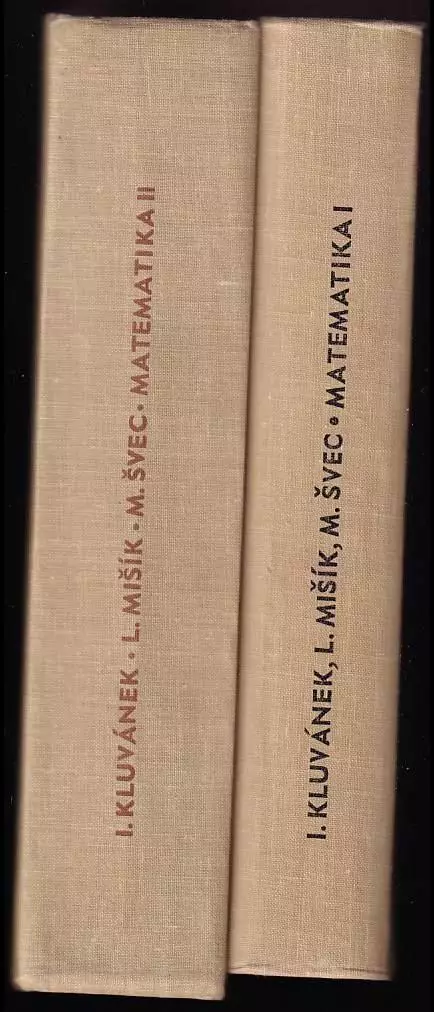 I. KLUVÁNEK • L. MIŠÍK • M. ŠVEC • MATEMATIKA II
I. KLUVÁNEK, L. MIŠÍK, M. ŠVEC • MATEMATIKA I